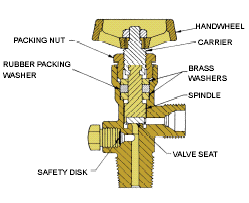 HANDWHEEL
PACKING NUT
CARRIER
RUBBER PACKING
WASHER
BRASS
WASHERS
SPINDLE
VALVE SEAT
SAFETY DISK